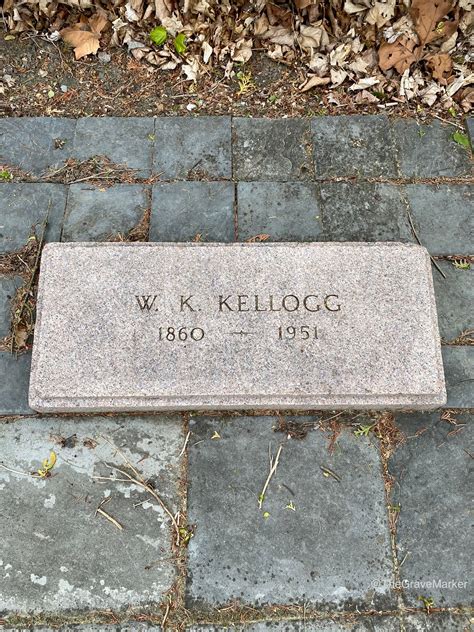 W. K. KELLOGG
1860 — 1951
©TheGraveMarker